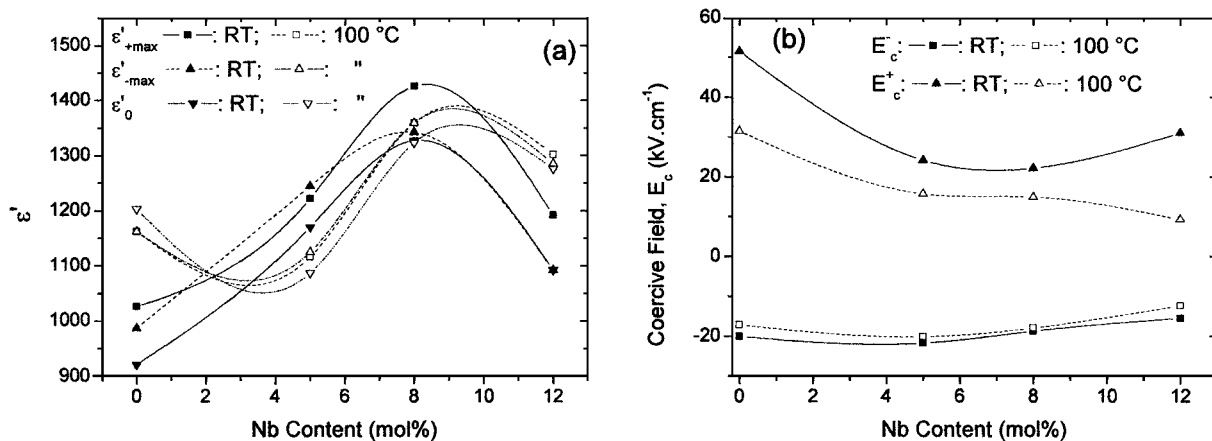 (a)
ε'+max : RT; : 100 °C
ε'-max : RT; : "
ε'0 : RT; : "
1500
1400
1300
1200
1100
1000
900
ε'
0 2 4 6 8 10 12
Nb Content (mol%)
(b)
E-c: : RT; : 100 °C
E+c: : RT; : 100 °C
60
40
20
0
-20
Coercive Field, Ec (kV.cm-1)
0 2 4 6 8 10 12
Nb Content (mol%)